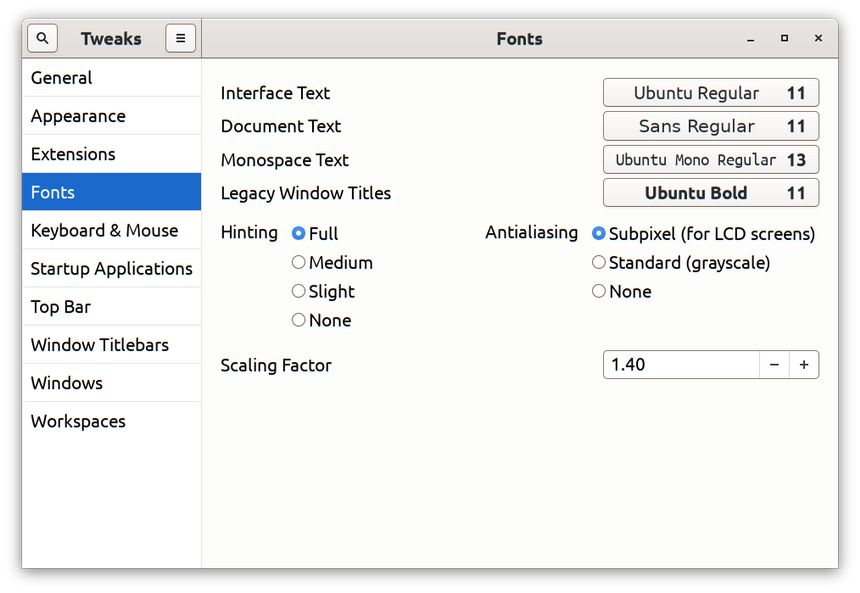 Tweaks
Fonts
General
Appearance
Extensions
Fonts
Keyboard & Mouse
Startup Applications
Top Bar
Window Titlebars
Windows
Workspaces
Interface Text Ubuntu Regular 11
Document Text Sans Regular 11
Monospace Text Ubuntu Mono Regular 13
Legacy Window Titles Ubuntu Bold 11
Hinting Full Antialiasing Subpixel (for LCD screens)
Medium Standard (grayscale)
Slight None
None
Scaling Factor 1.40 − +